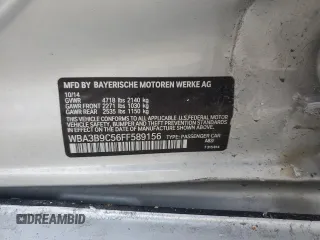 MFD. BY BAYERISCHE MOTOREN WERKE AG
10/14
GVWR 4718 lbs 2140 kg
GAWR FRONT 2271 lbs 1030 kg
GAWR REAR 2535 lbs 1150 kg
THIS VEHICLE CONFORMS TO ALL APPLICABLE FEDERAL
MOTOR VEHICLE SAFETY, BUMPER AND THEFT PREVENTION
STANDARDS IN EFFECT ON THE DATE OF
MANUFACTURE SHOWN ABOVE.
WBA3B9C56FF589156 TYPE: PASSENGER CAR
AutoBidMaster